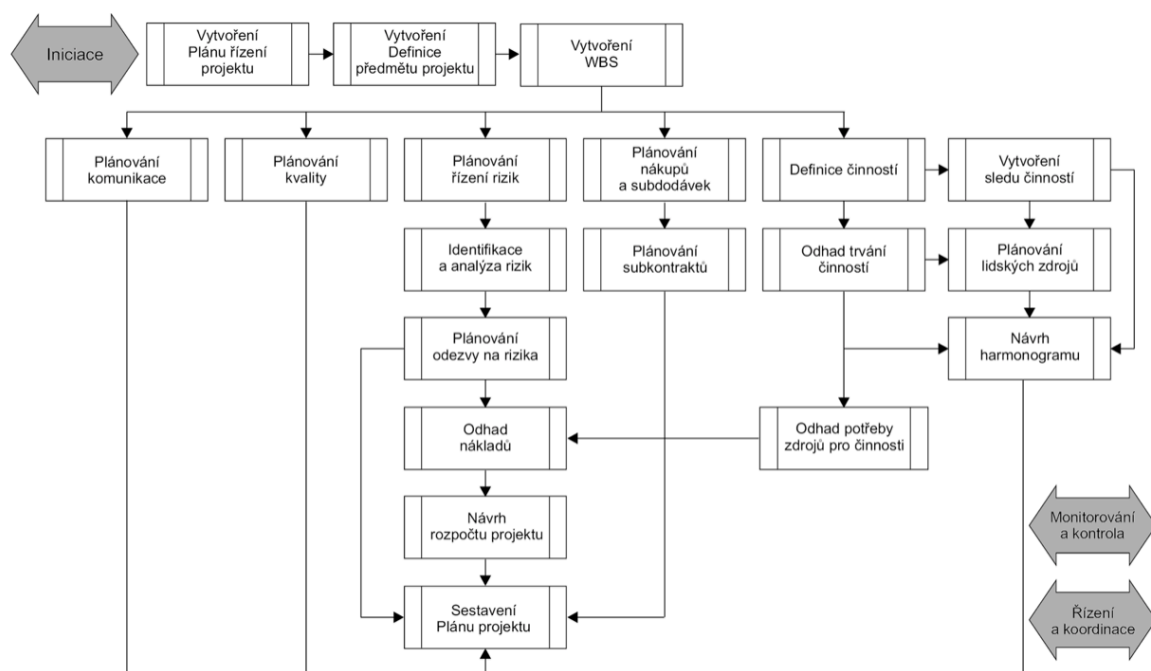 Iniciace
Vytvoření
Plánu řízení
projektu
Vytvoření
Definice
předmětu projektu
Vytvoření
WBS
Plánování
komunikace
Plánování
kvality
Plánování
řízení rizik
Plánování
nákupů
a subdodávek
Definice činností
Vytvoření
sledu činností
Identifikace
a analýza rizik
Plánování
subkontraktů
Odhad trvání
činností
Plánování
lidských zdrojů
Plánování
odezvy na rizika
Návrh
harmonogramu
Odhad
nákladů
Odhad potřeby
zdrojů pro činnosti
Návrh
rozpočtu projektu
Monitorování
a kontrola
Sestavení
Plánu projektu
Řízení
a koordinace